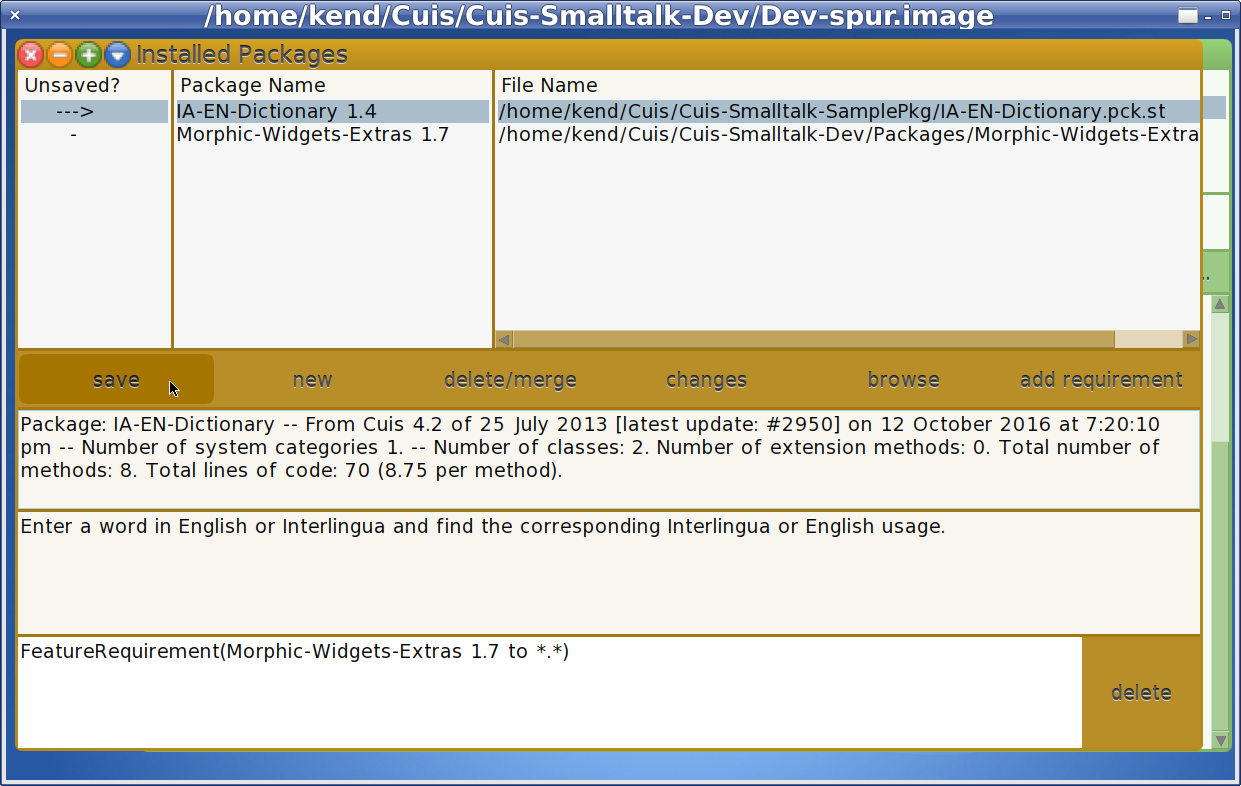 /home/kend/Cuis/Cuis-Smalltalk-Dev/Dev-spur.image
Installed Packages
Unsaved? Package Name File Name
---> IA-EN-Dictionary 1.4 /home/kend/Cuis/Cuis-Smalltalk-SamplePkg/IA-EN-Dictionary.pck.st
- Morphic-Widgets-Extras 1.7 /home/kend/Cuis/Cuis-Smalltalk-Dev/Packages/Morphic-Widgets-Extra
..
save new delete/merge changes browse add requirement
Package: IA-EN-Dictionary -- From Cuis 4.2 of 25 July 2013 [latest update: #2950] on 12 October 2016 at 7:20:10
pm -- Number of system categories 1. -- Number of classes: 2. Number of extension methods: 0. Total number of
methods: 8. Total lines of code: 70 (8.75 per method).
Enter a word in English or Interlingua and find the corresponding Interlingua or English usage.
FeatureRequirement(Morphic-Widgets-Extras 1.7 to *.*)
delete